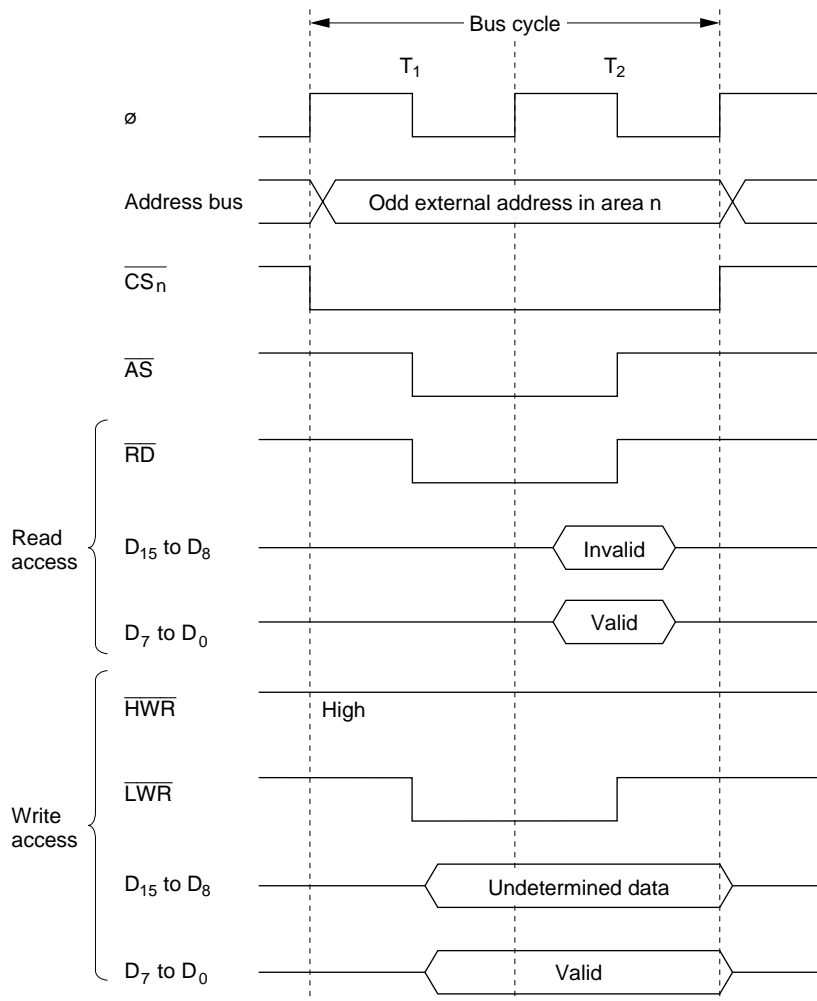 Bus cycle
T1 T2
ø
Address bus Odd external address in area n
CSn
AS
RD
Read
access
D15 to D8 Invalid
D7 to D0 Valid
HWR High
LWR
Write
access
D15 to D8 Undetermined data
D7 to D0 Valid